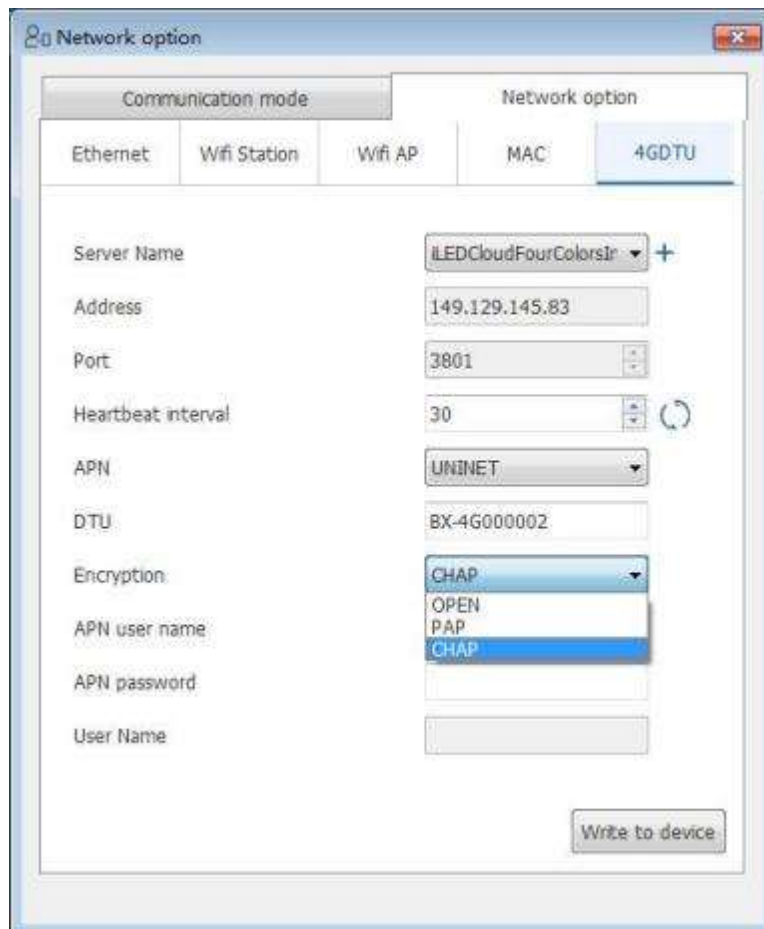 Network option
Communication mode Network option
Ethernet Wifi Station Wifi AP MAC 4GDTU
Server Name iLEDCloudFourColorsIr +
Address 149.129.145.83
Port 3801
Heartbeat interval 30
APN UNINET
DTU BX-4G000002
Encryption CHAP
OPEN
APN user name PAP
CHAP
APN password
User Name
Write to device